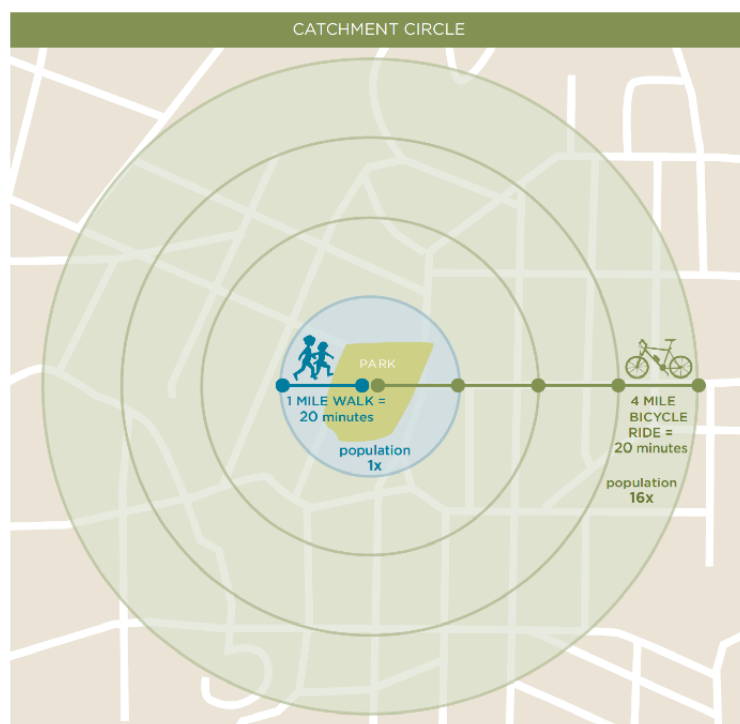 CATCHMENT CIRCLE
PARK
1 MILE WALK =
20 minutes
population
1x
4 MILE
BICYCLE
RIDE =
20 minutes
population
16x